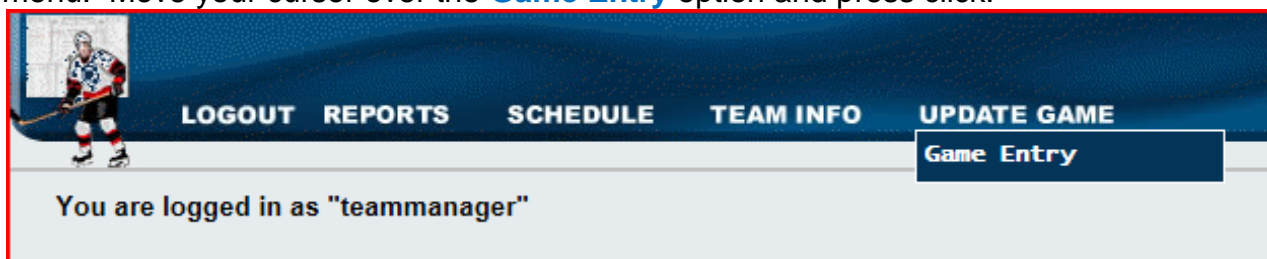 menu. Move your cursor over the Game Entry option and press click.
LOGOUT REPORTS SCHEDULE TEAM INFO UPDATE GAME
Game Entry
You are logged in as "teammanager"